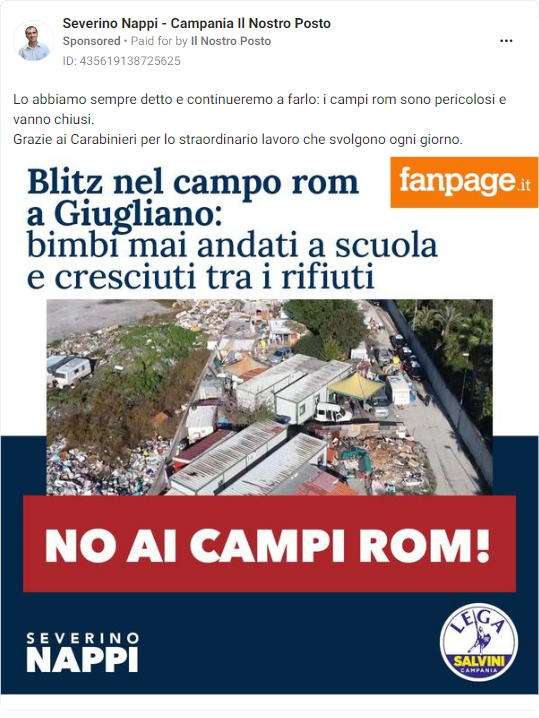 Severino Nappi - Campania Il Nostro Posto
Sponsored • Paid for by Il Nostro Posto
ID: 435619138725625
Lo abbiamo sempre detto e continueremo a farlo: i campi rom sono pericolosi e
vanno chiusi.
Grazie ai Carabinieri per lo straordinario lavoro che svolgono ogni giorno.
Blitz nel campo rom
a Giugliano:
bimbi mai andati a scuola
e cresciuti tra i rifiuti
fanpage.it
NO AI CAMPI ROM!
SEVERINO
NAPPI
LEGA
SALVINI
CAMPANIA